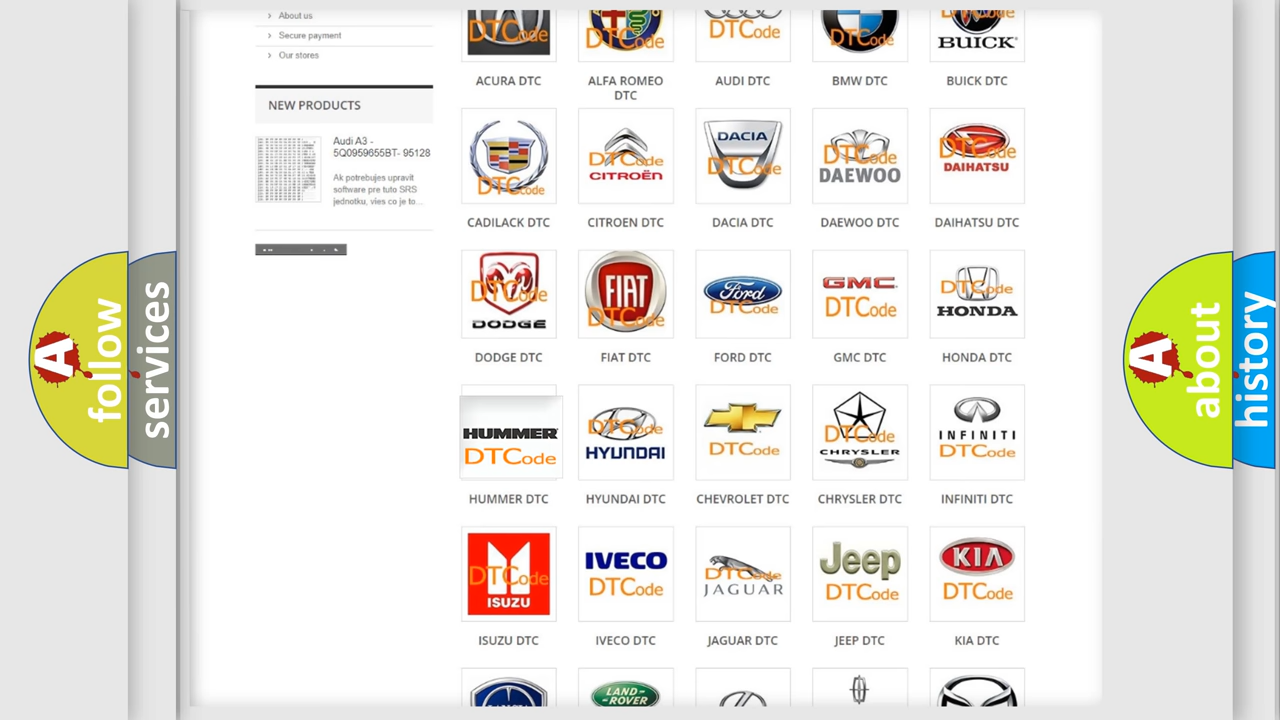 About us
Secure payment
Our stores
NEW PRODUCTS
Audi A3 -
5Q0959655BT- 95128
Ak potrebujes upravit
software pre tuto SRS
jednotku, vies co je to...
A
follow
services
A
about
history
DTCode
DTCode
DTCode
DTCode
BUICK
ACURA DTC
ALFA ROMEO
DTC
AUDI DTC
BMW DTC
BUICK DTC
DTCode
DTCode
CITROËN
DACIA
DTCode
DTCode
DAEWOO
DTCode
DAIHATSU
CADILACK DTC
CITROEN DTC
DACIA DTC
DAEWOO DTC
DAIHATSU DTC
DTCode
DODGE
FIAT
DTCode
Ford
DTCode
GMC
DTCode
DTCode
HONDA
DODGE DTC
FIAT DTC
FORD DTC
GMC DTC
HONDA DTC
HUMMER
DTCode
DTCode
HYUNDAI
DTCode
DTCode
CHRYSLER
INFINITI
DTCode
HUMMER DTC
HYUNDAI DTC
CHEVROLET DTC
CHRYSLER DTC
INFINITI DTC
DTCode
ISUZU
IVECO
DTCode
DTCode
JAGUAR
Jeep
DTCode
KIA
DTCode
ISUZU DTC
IVECO DTC
JAGUAR DTC
JEEP DTC
KIA DTC
LAND-
ROVER